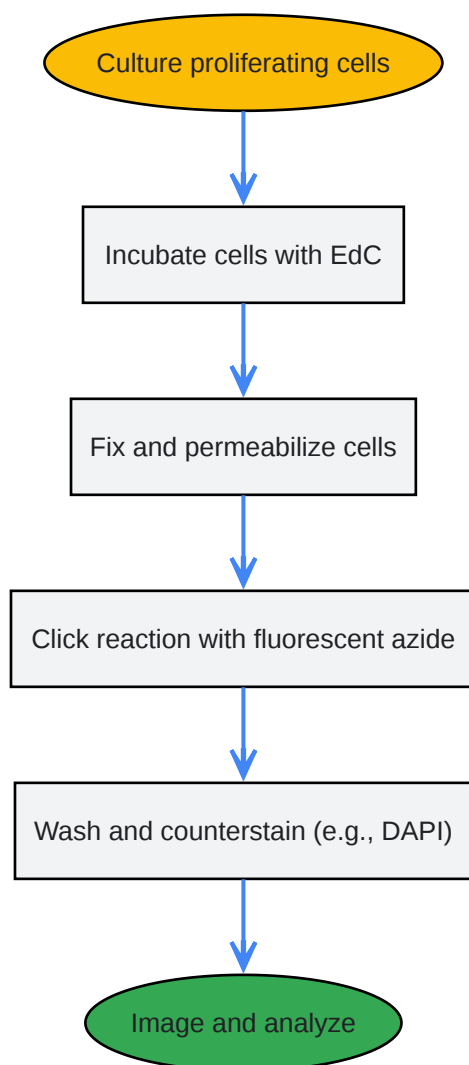 Culture proliferating cells
Incubate cells with EdC
Fix and permeabilize cells
Click reaction with fluorescent azide
Wash and counterstain (e.g., DAPI)
Image and analyze